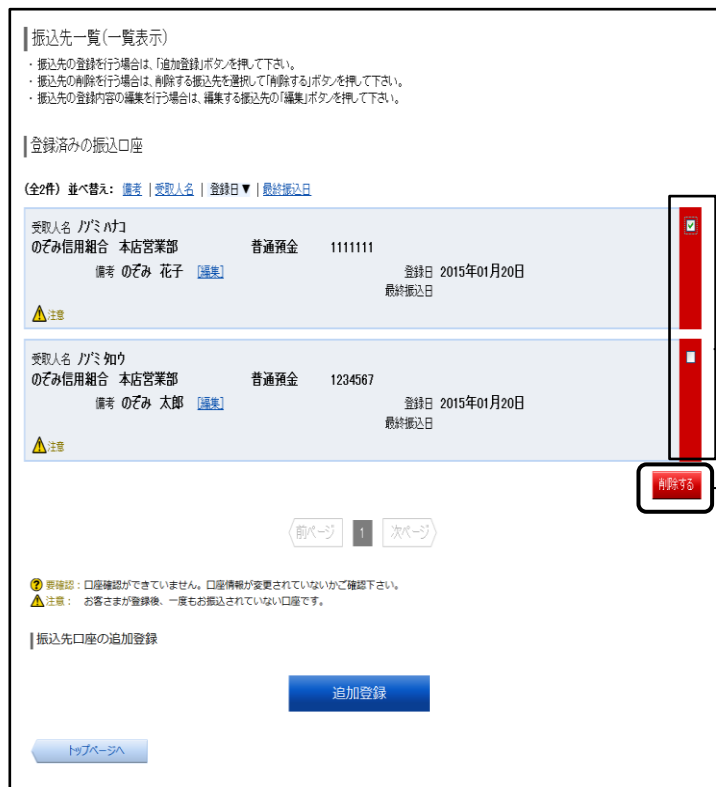 振込先一覧(一覧表示)
・振込先の登録を行う場合は、「追加登録」ボタンを押して下さい。
・振込先の削除を行う場合は、削除する振込先を選択して「削除する」ボタンを押して下さい。
・振込先の登録内容の編集を行う場合は、編集する振込先の「編集」ボタンを押して下さい。
登録済みの振込口座
(全2件) 並べ替え: 備考 | 受取人名 | 登録日▼ | 最終振込日
受取人名 ノゾミ ハナコ
のぞみ信用組合 本店営業部 普通預金 1111111
備考 のぞみ 花子 [編集] 登録日 2015年01月20日
最終振込日
注意
受取人名 ノゾミ タロウ
のぞみ信用組合 本店営業部 普通預金 1234567
備考 のぞみ 太郎 [編集] 登録日 2015年01月20日
最終振込日
注意
削除する
前ページ 1 次ページ
要確認:口座確認ができていません。口座情報が変更されていないかご確認下さい。
注意: お客さまが登録後、一度もお振込されていない口座です。
振込先口座の追加登録
追加登録
トップページへ